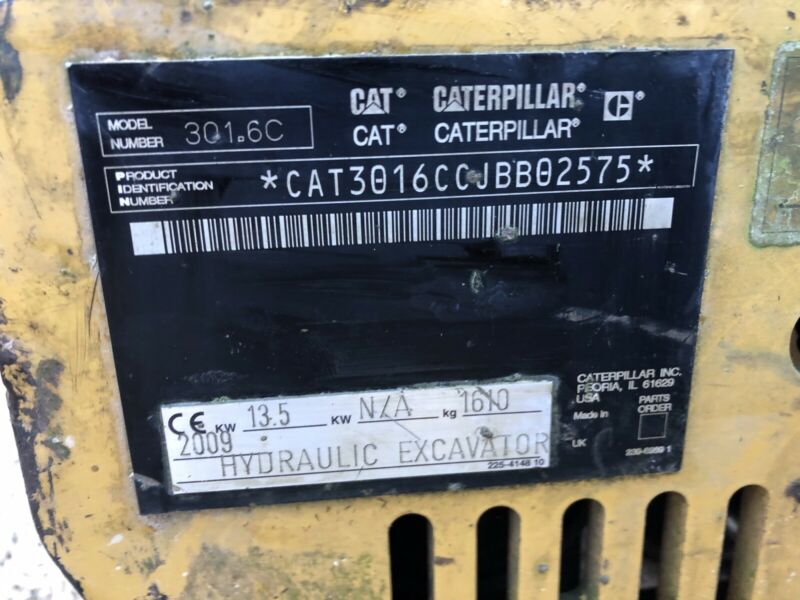 CAT® CATERPILLAR® C®
CAT® CATERPILLAR®
MODEL NUMBER 301.6C
PRODUCT IDENTIFICATION NUMBER *CAT3016CCJBB02575*
CATERPILLAR INC.
PEORIA, IL 61629
USA
Made in
UK
PARTS ORDER
CE KW 13.5 KW N/A kg 1610
2009
HYDRAULIC EXCAVATOR
225-4148 10